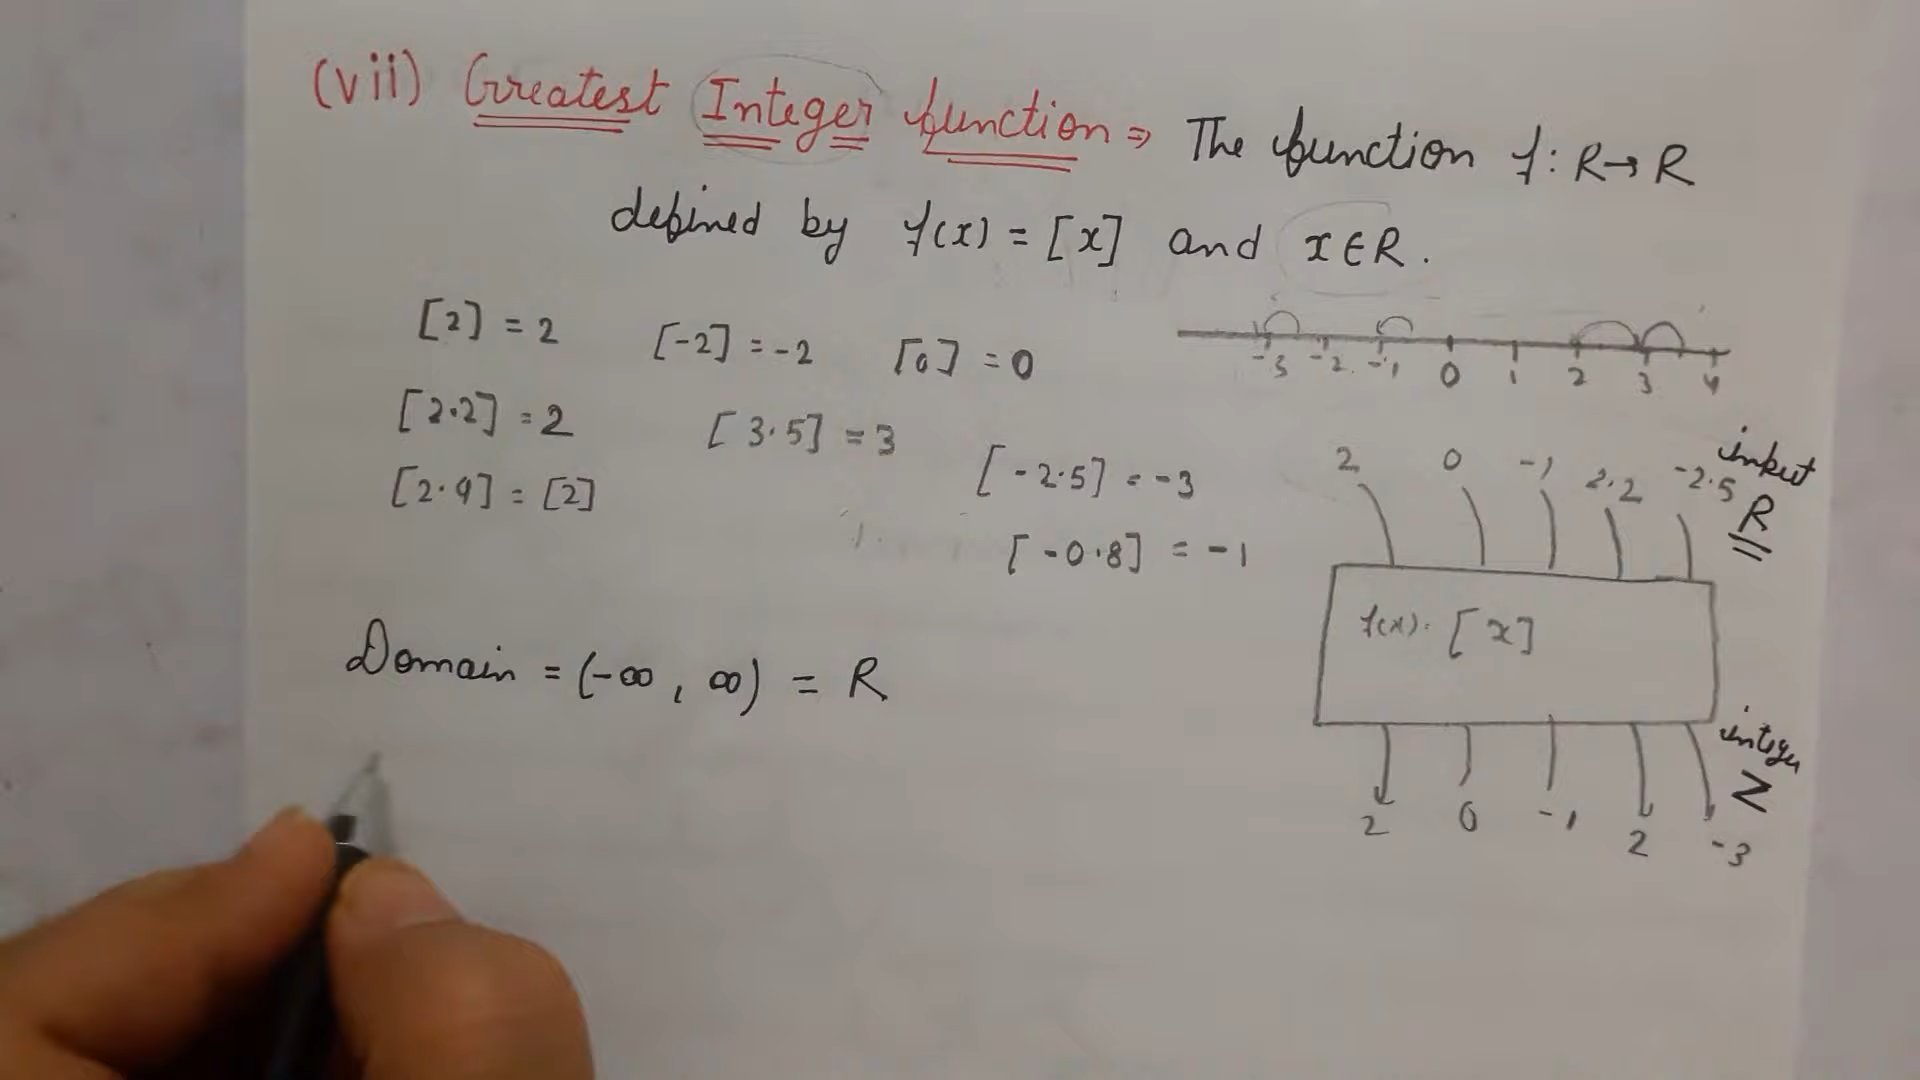 (vii) Greatest Integer function ⇒ The function f: R→R
defined by f(x) = [x] and x∈R.
[2] = 2 [-2] = -2 [0] = 0
-3 -2 -1 0 1 2 3 4
[2.2] = 2 [3.5] = 3
[2.9] = [2] [-2.5] = -3
[-0.8] = -1
input
2 0 -1 2.2 -2.5 R
f(x) = [x]
Domain = (-∞, ∞) = R
integer
Z
2 0 -1 2 -3